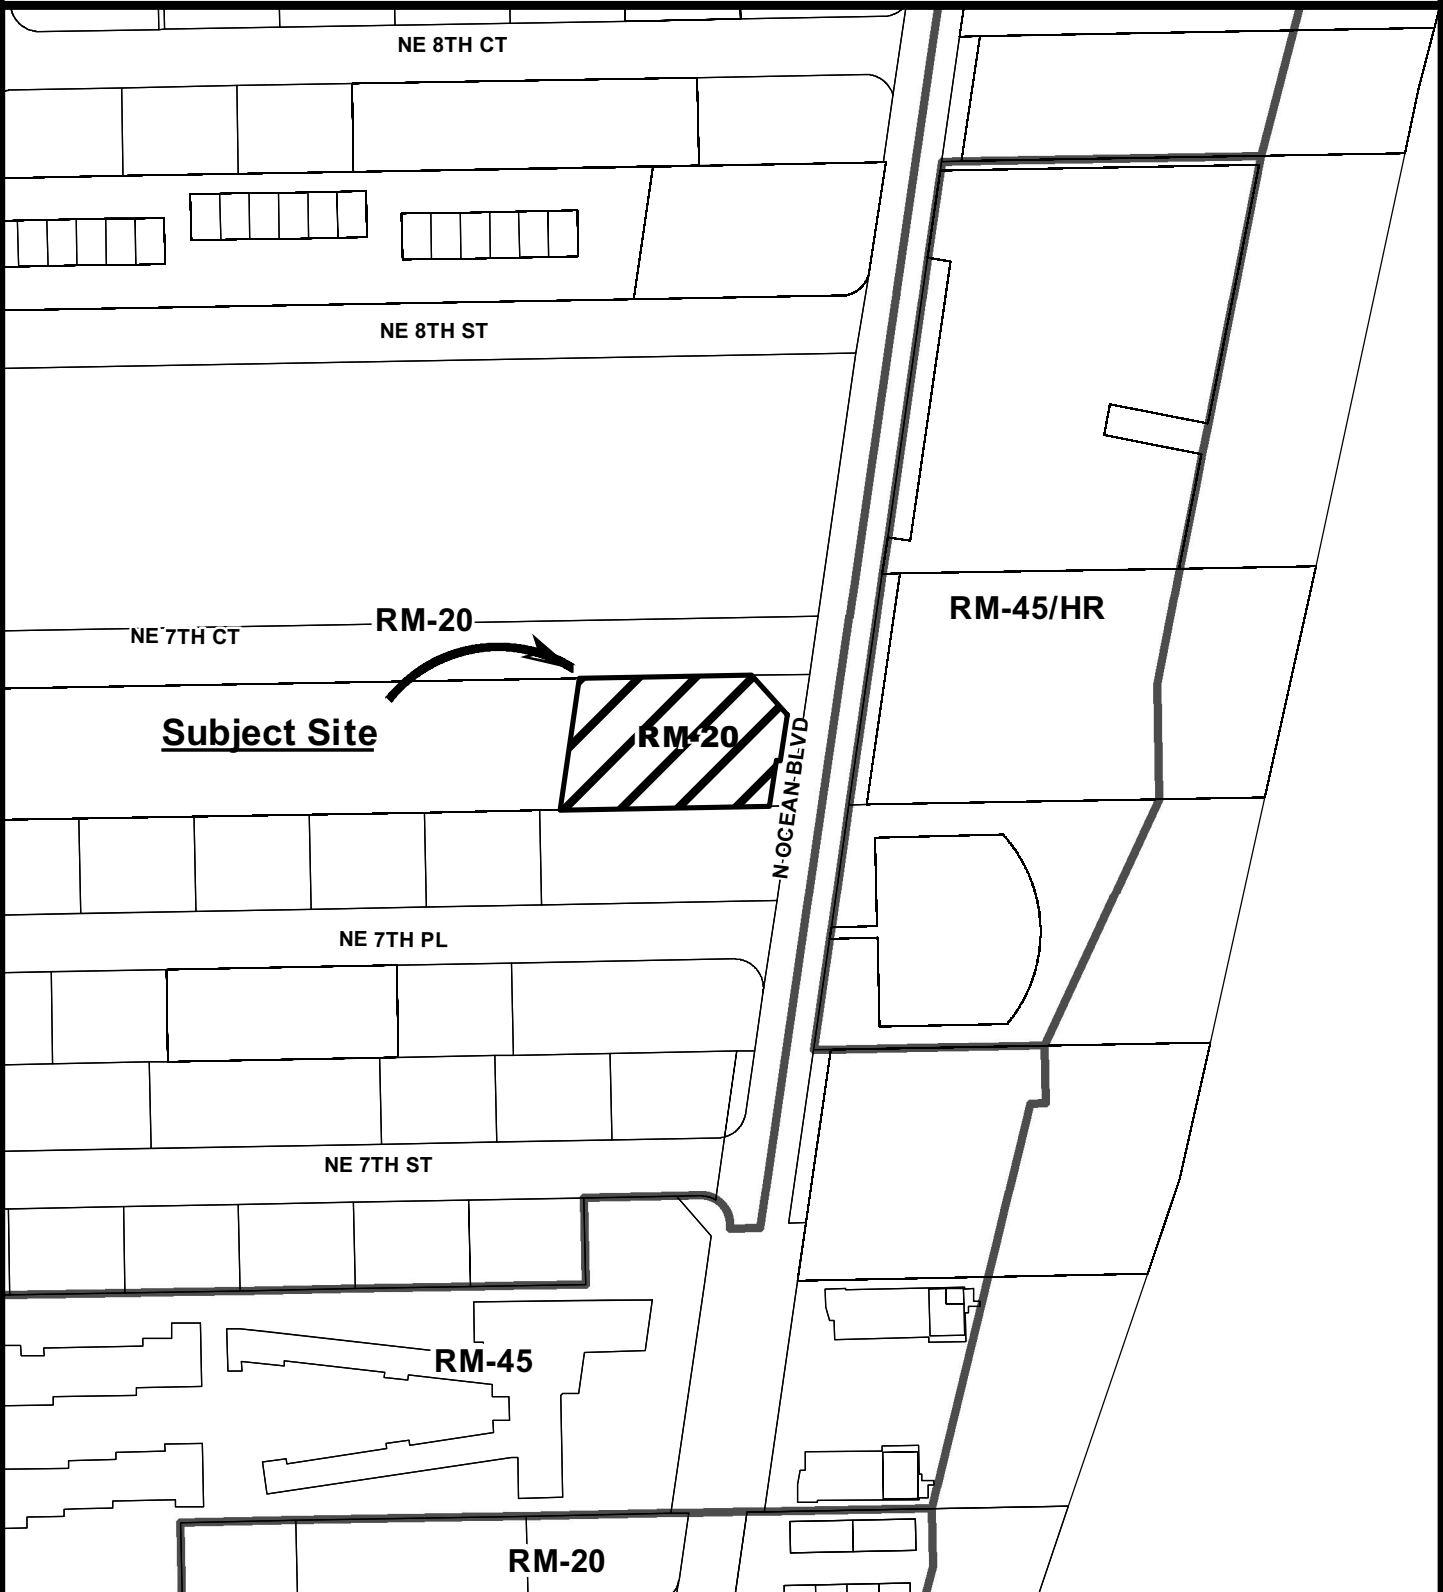 NE 8TH CT
NE 8TH ST
RM-45/HR
RM-20
NE 7TH CT
Subject Site
RM-20
N OCEAN BLVD
NE 7TH PL
NE 7TH ST
RM-45
RM-20